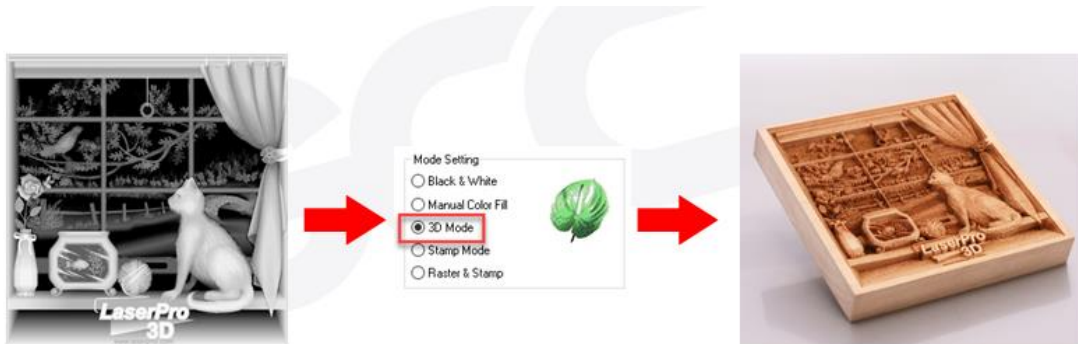 Mode Setting
Black & White
Manual Color Fill
3D Mode
Stamp Mode
Raster & Stamp
LaserPro
3D
LaserPro
3D